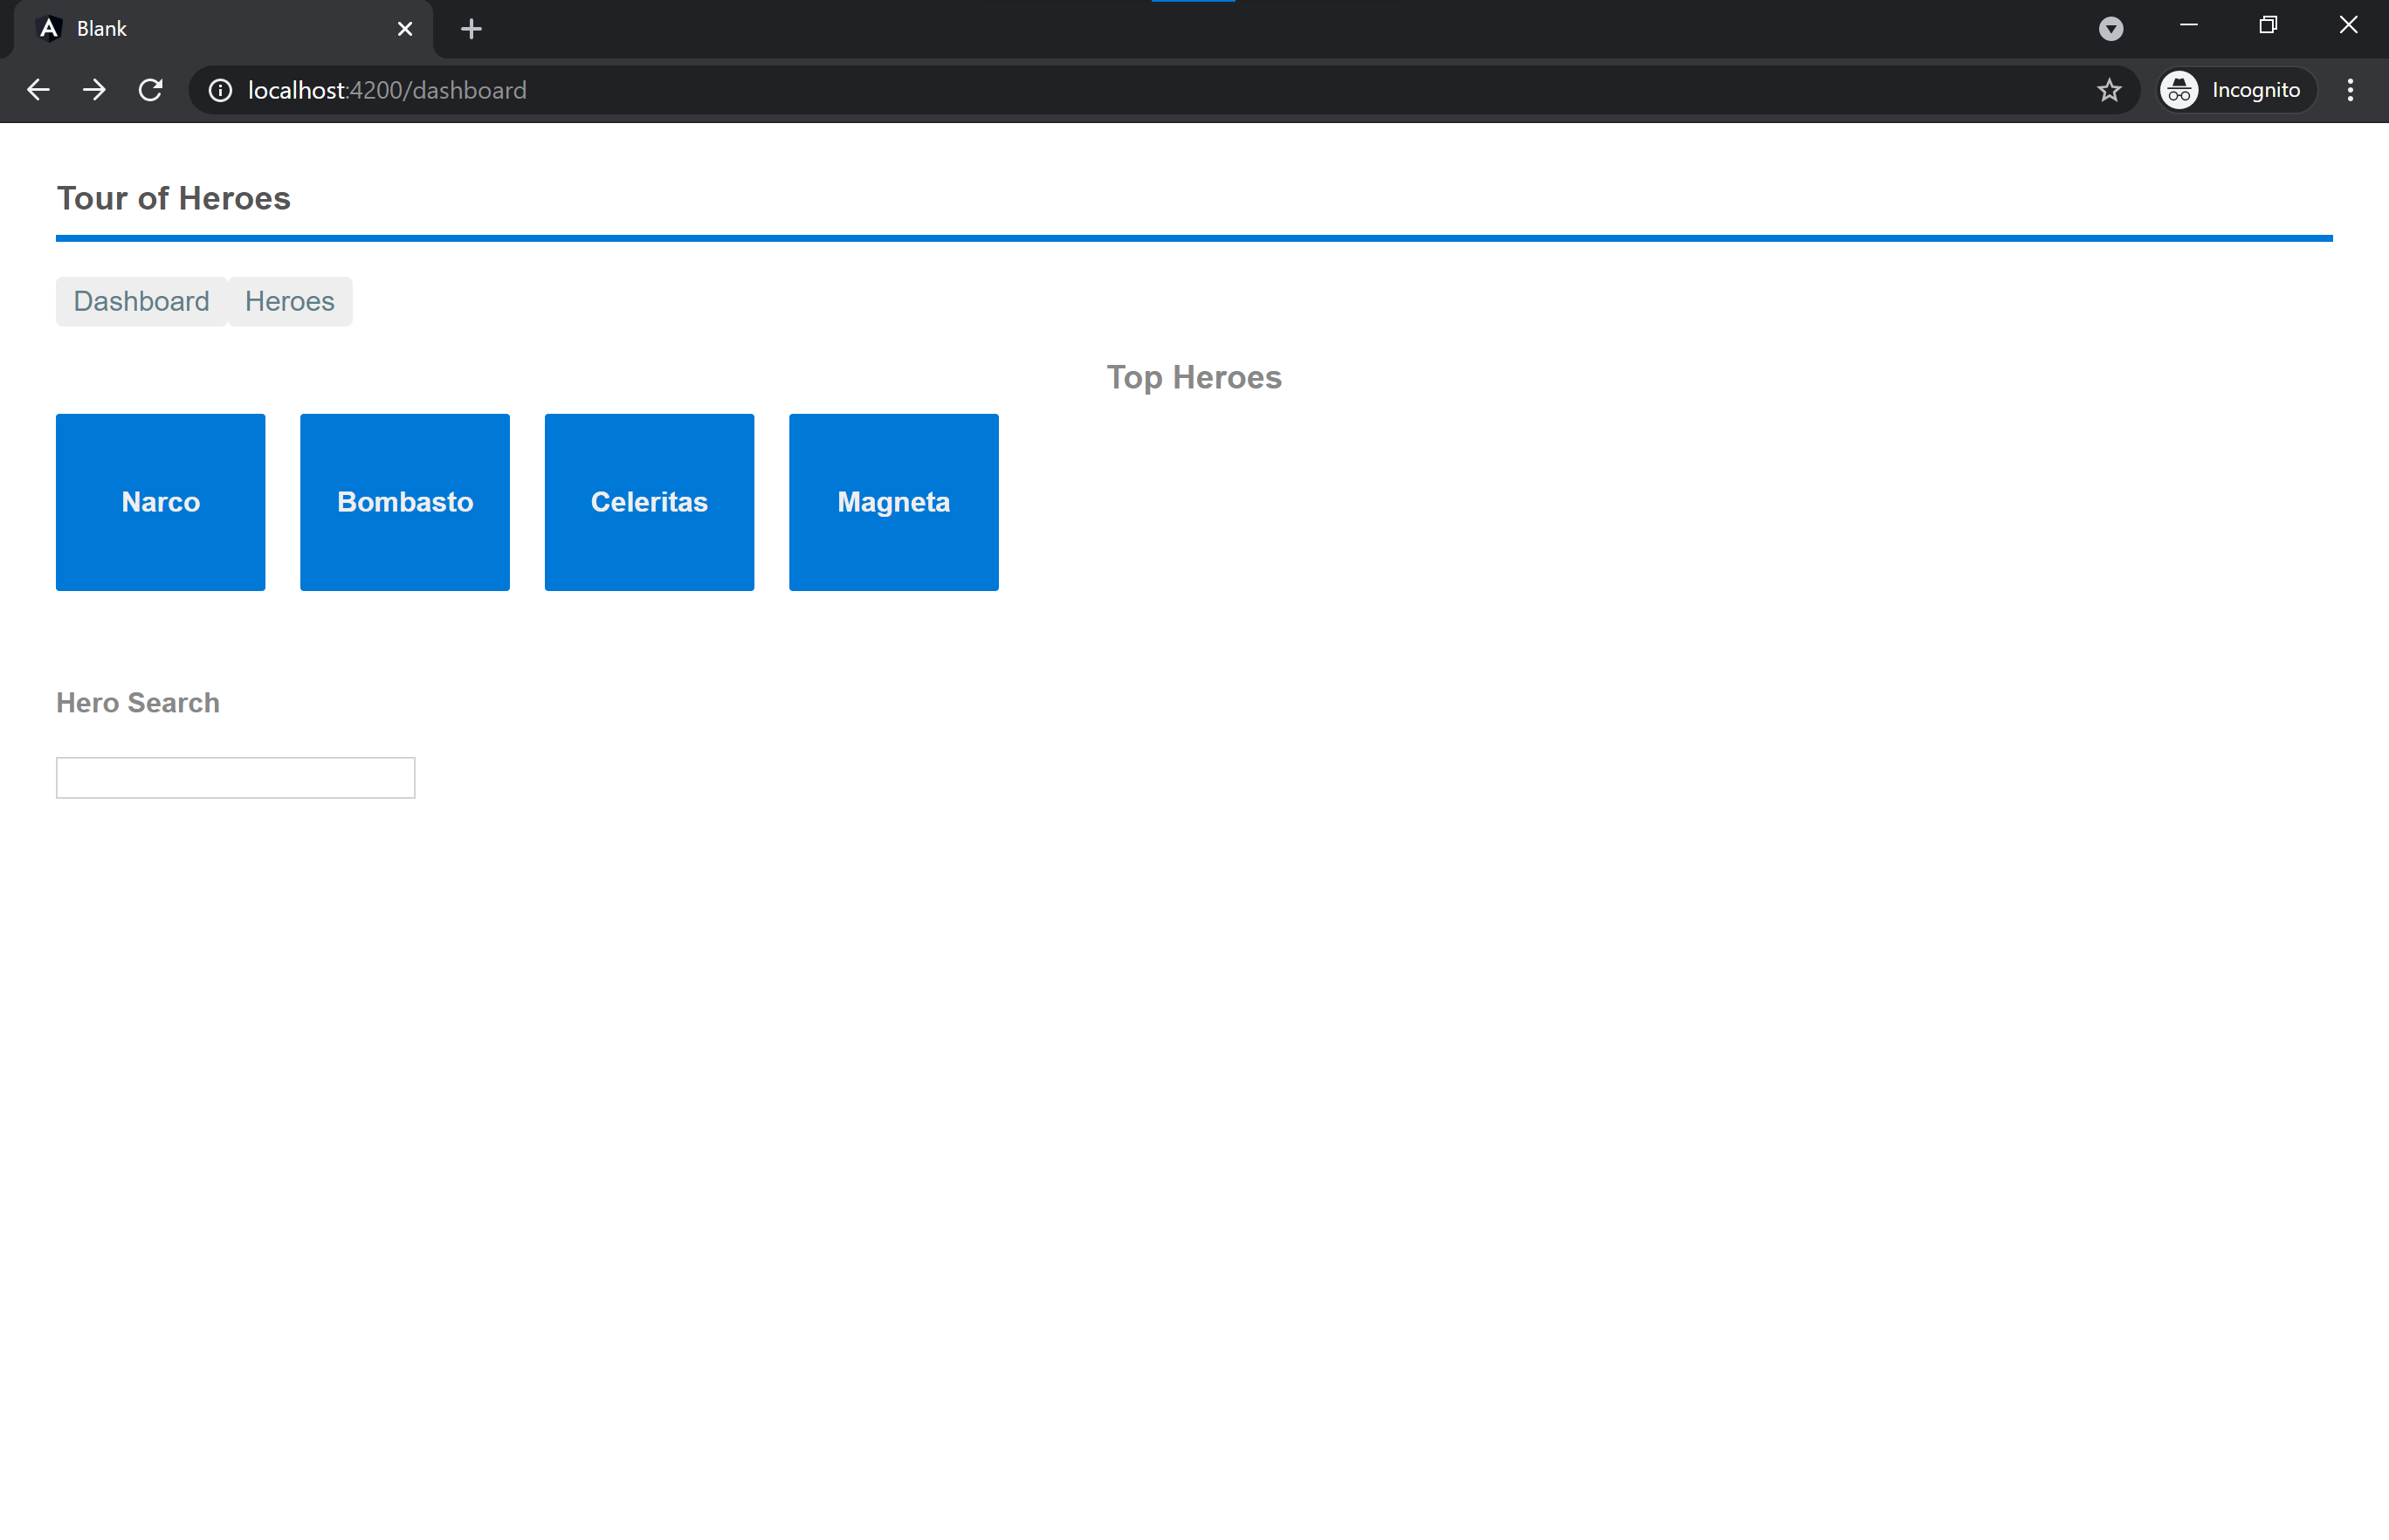 Blank
localhost:4200/dashboard
Incognito
Tour of Heroes
Dashboard Heroes
Top Heroes
Narco Bombasto Celeritas Magneta
Hero Search